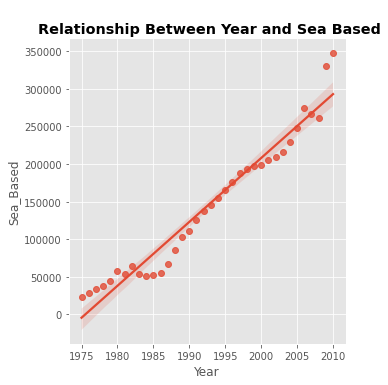 Relationship Between Year and Sea Based
350000
300000
250000
200000
150000
100000
50000
0
Sea_Based
1975 1980 1985 1990 1995 2000 2005 2010
Year